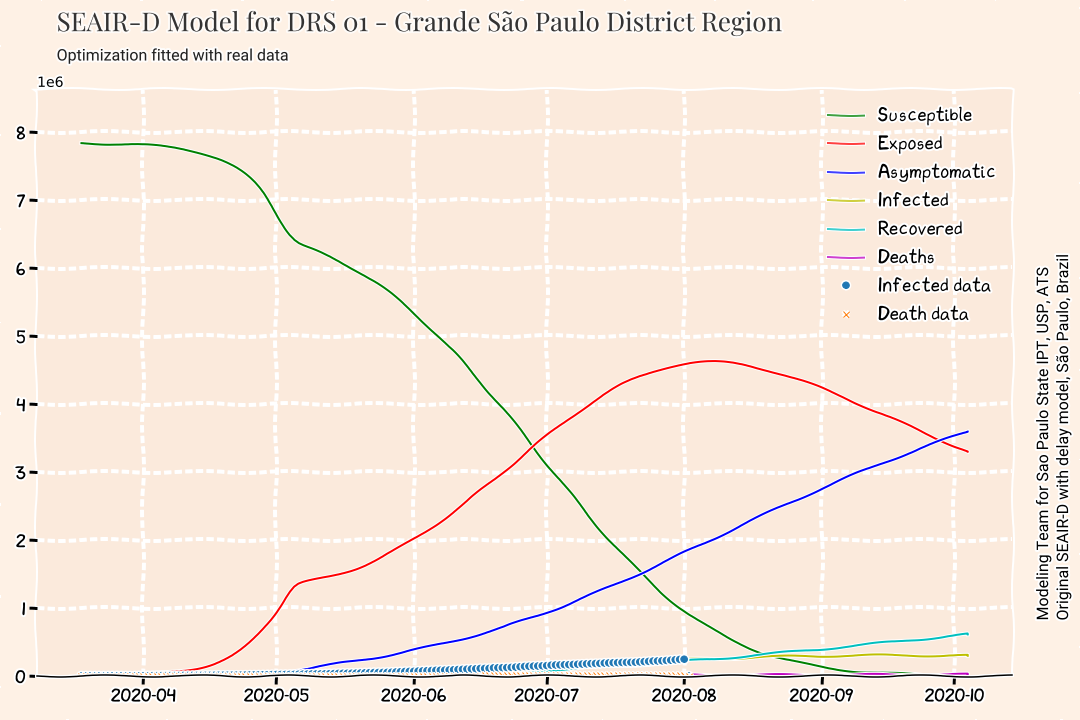 SEAIR-D Model for DRS 01 - Grande São Paulo District Region
Optimization fitted with real data
1e6
8
7
6
5
4
3
2
1
0
2020-04
2020-05
2020-06
2020-07
2020-08
2020-09
2020-10
Susceptible
Exposed
Asymptomatic
Infected
Recovered
Deaths
Infected data
Death data
Modeling Team for Sao Paulo State IPT, USP, ATS
Original SEAIR-D with delay model, São Paulo, Brazil